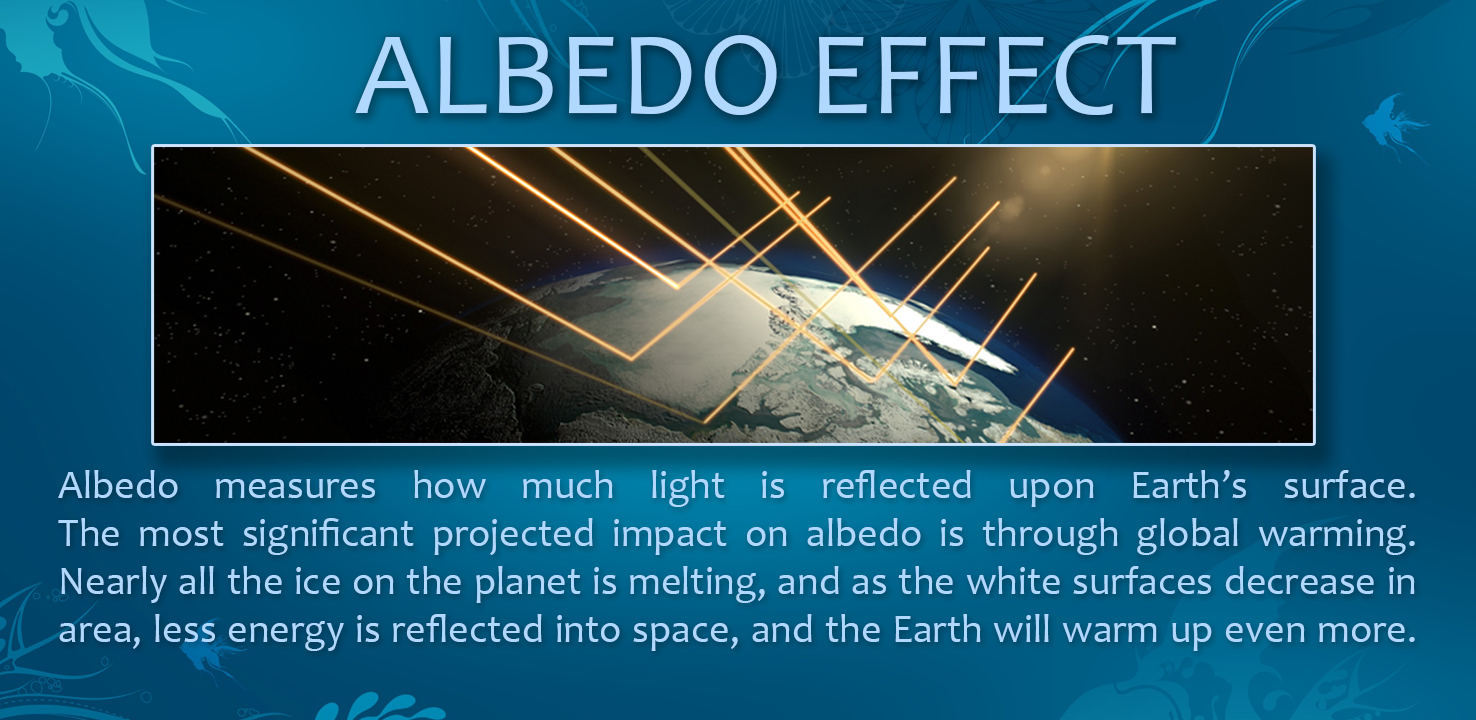 ALBEDO EFFECT
Albedo measures how much light is reflected upon Earth’s surface.
The most significant projected impact on albedo is through global warming.
Nearly all the ice on the planet is melting, and as the white surfaces decrease in
area, less energy is reflected into space, and the Earth will warm up even more.